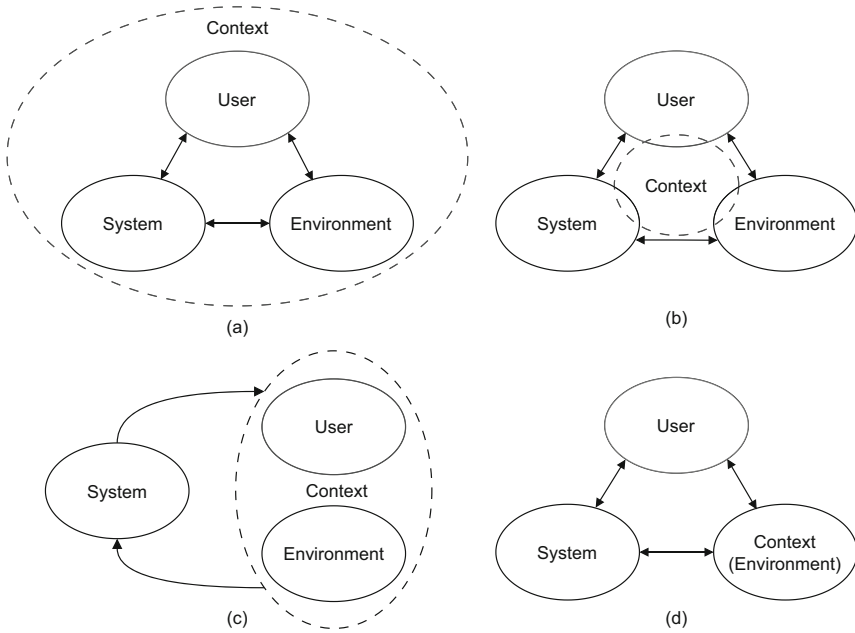 Context
User
System
Environment
(a)
User
Context
System
Environment
(b)
User
System
Context
Environment
(c)
User
System
Context
(Environment)
(d)